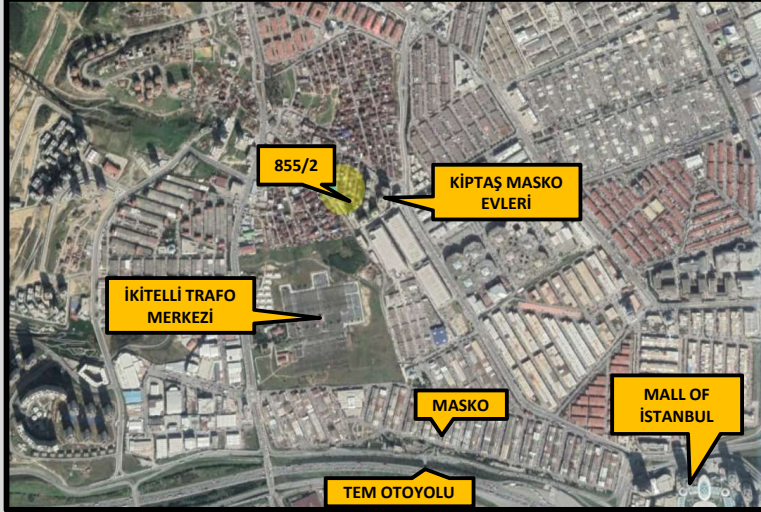 855/2
KİPTAŞ MASKO
EVLERİ
İKİTELLİ TRAFO
MERKEZİ
MASKO
MALL OF
İSTANBUL
TEM OTOYOLU